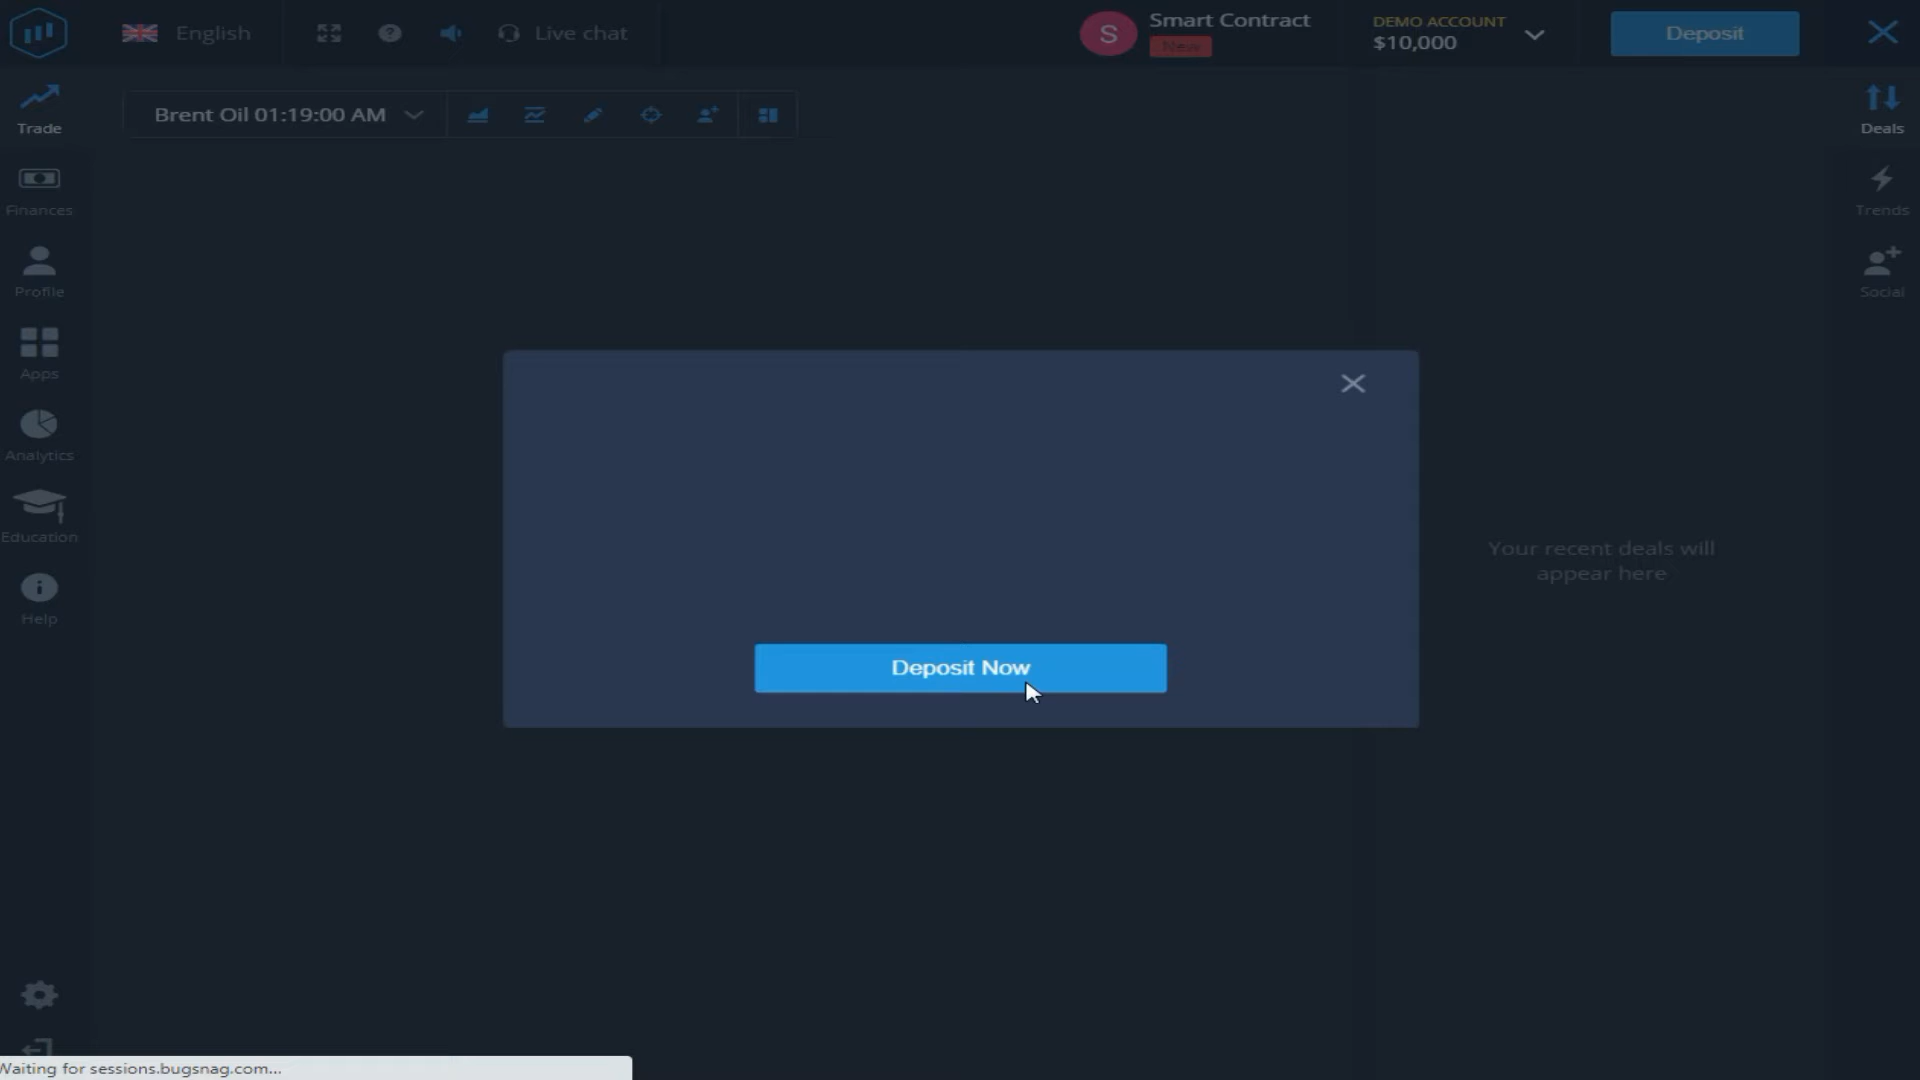 English
Live chat
S
Smart Contract
New
DEMO ACCOUNT
$10,000
Deposit
Trade
Brent Oil 01:19:00 AM
Deals
Finances
Trends
Profile
Social
Apps
Analytics
Education
Help
Your recent deals will
appear here
Deposit Now
Waiting for sessions.bugsnag.com...